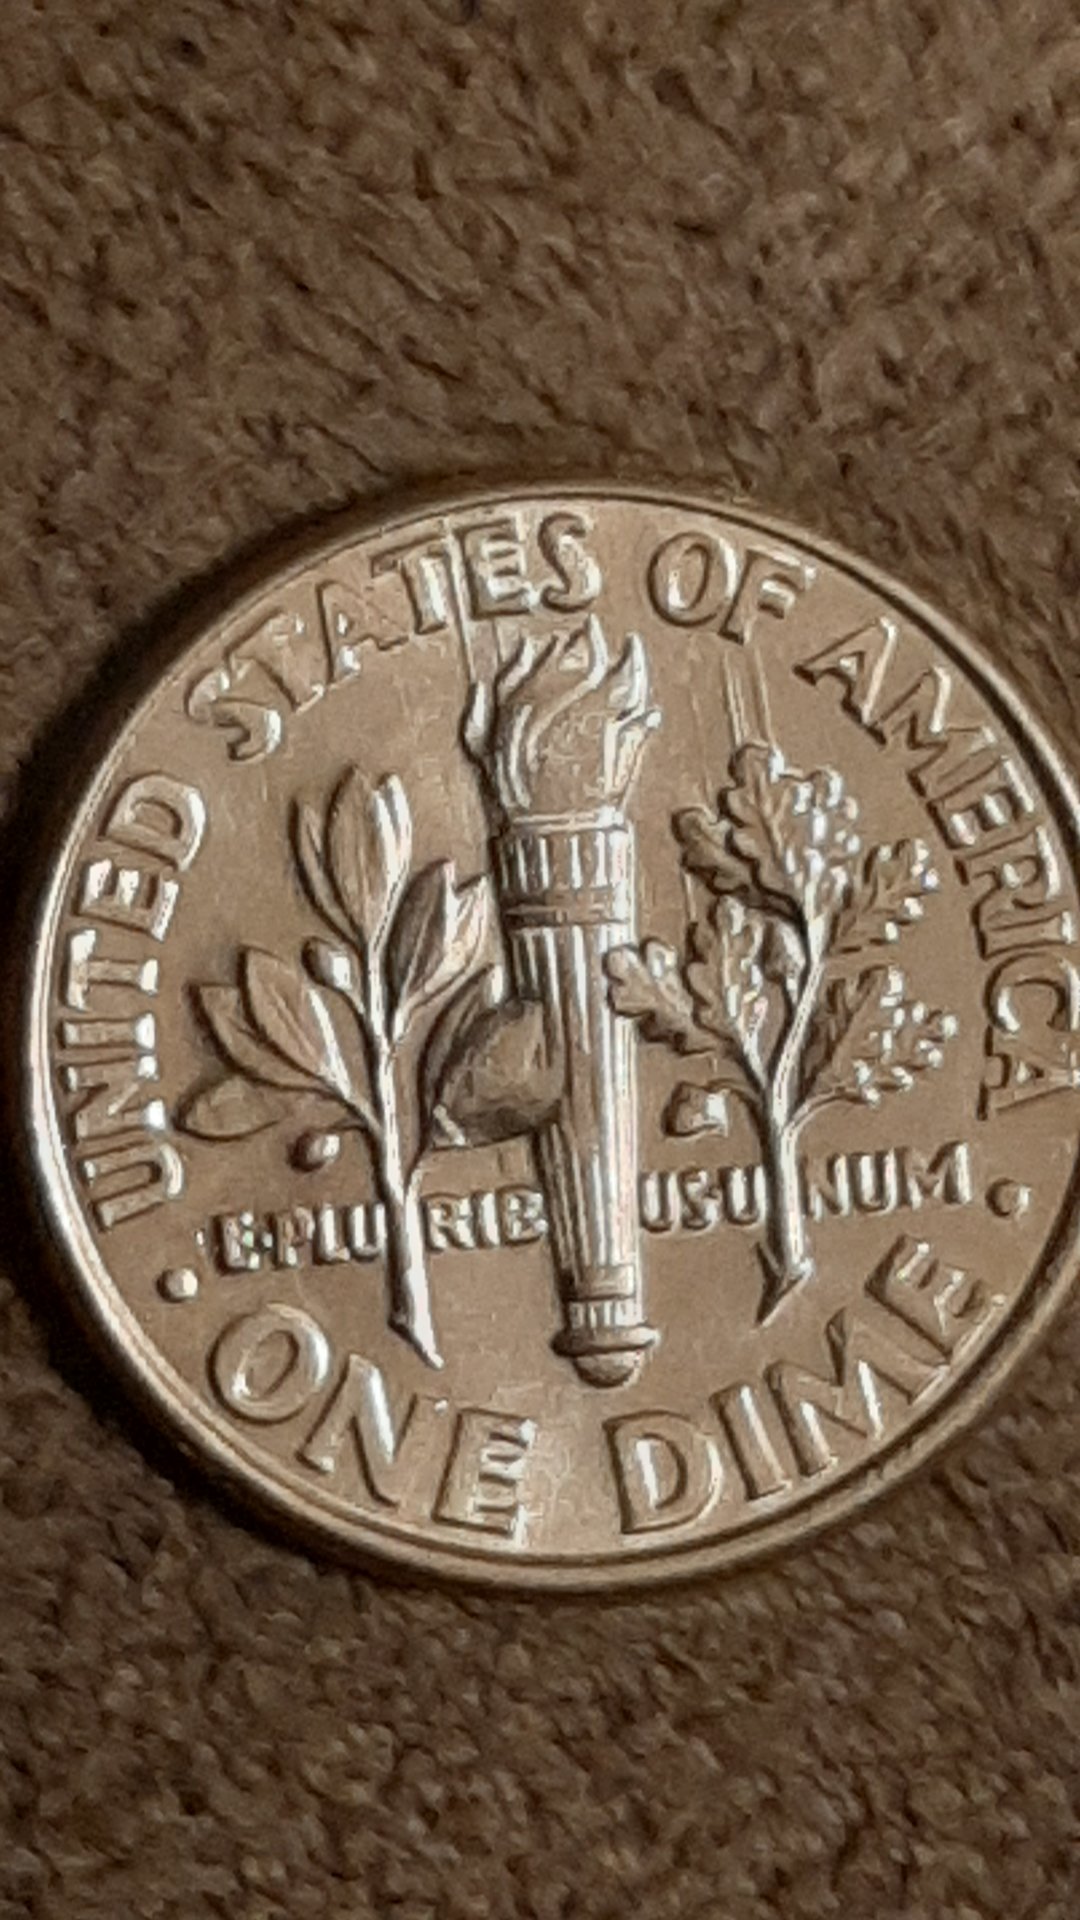 UNITED STATES OF AMERICA
E·PLURIBUS·UNUM
ONE DIME